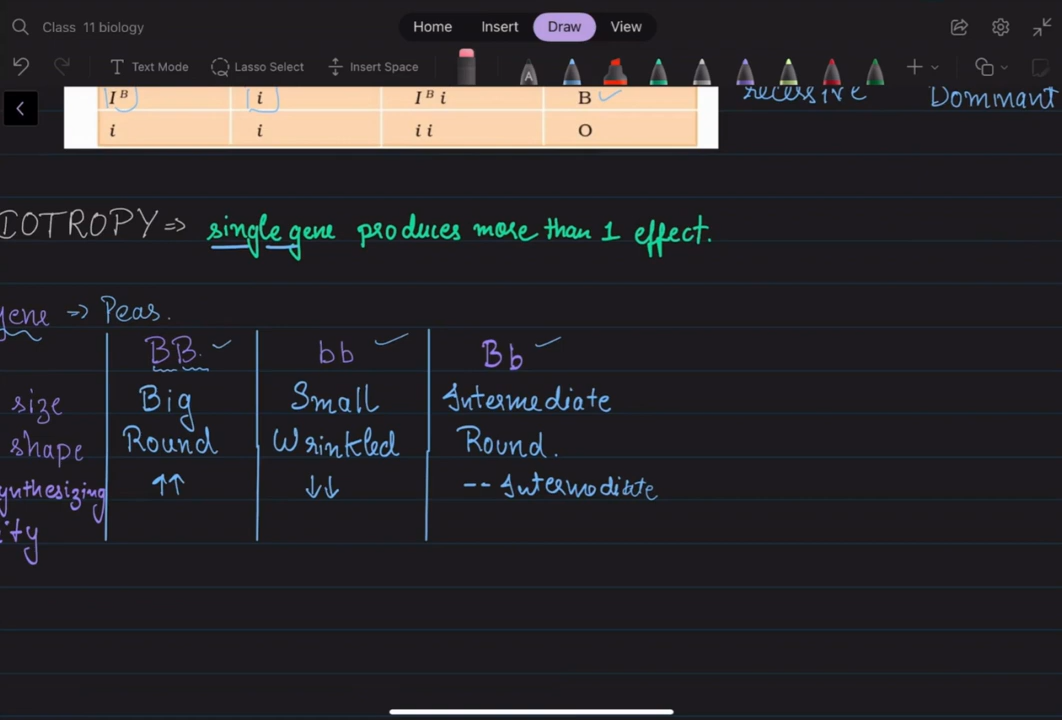 Class 11 biology Home Insert Draw View
Text Mode Lasso Select Insert Space A
Iᴮ i Iᴮ i B recessive Dominant
i i i i O
IOTROPY => single gene produces more than 1 effect.
gene => Peas.
BB. bb Bb
size Big Small Intermediate
shape Round Wrinkled Round.
ynthesizing ↑↑ ↓↓ -- Intermediate
ity